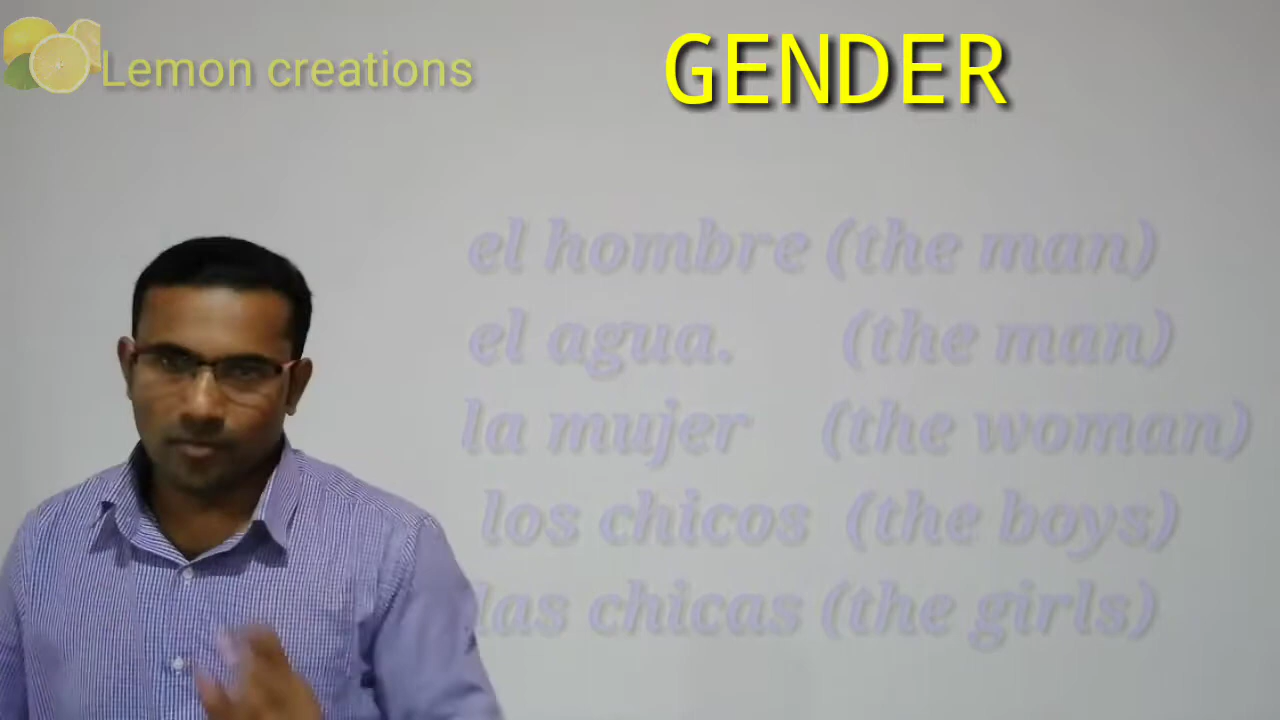 Lemon creations
GENDER
el hombre (the man)
el agua. (the man)
la mujer (the woman)
los chicos (the boys)
las chicas (the girls)